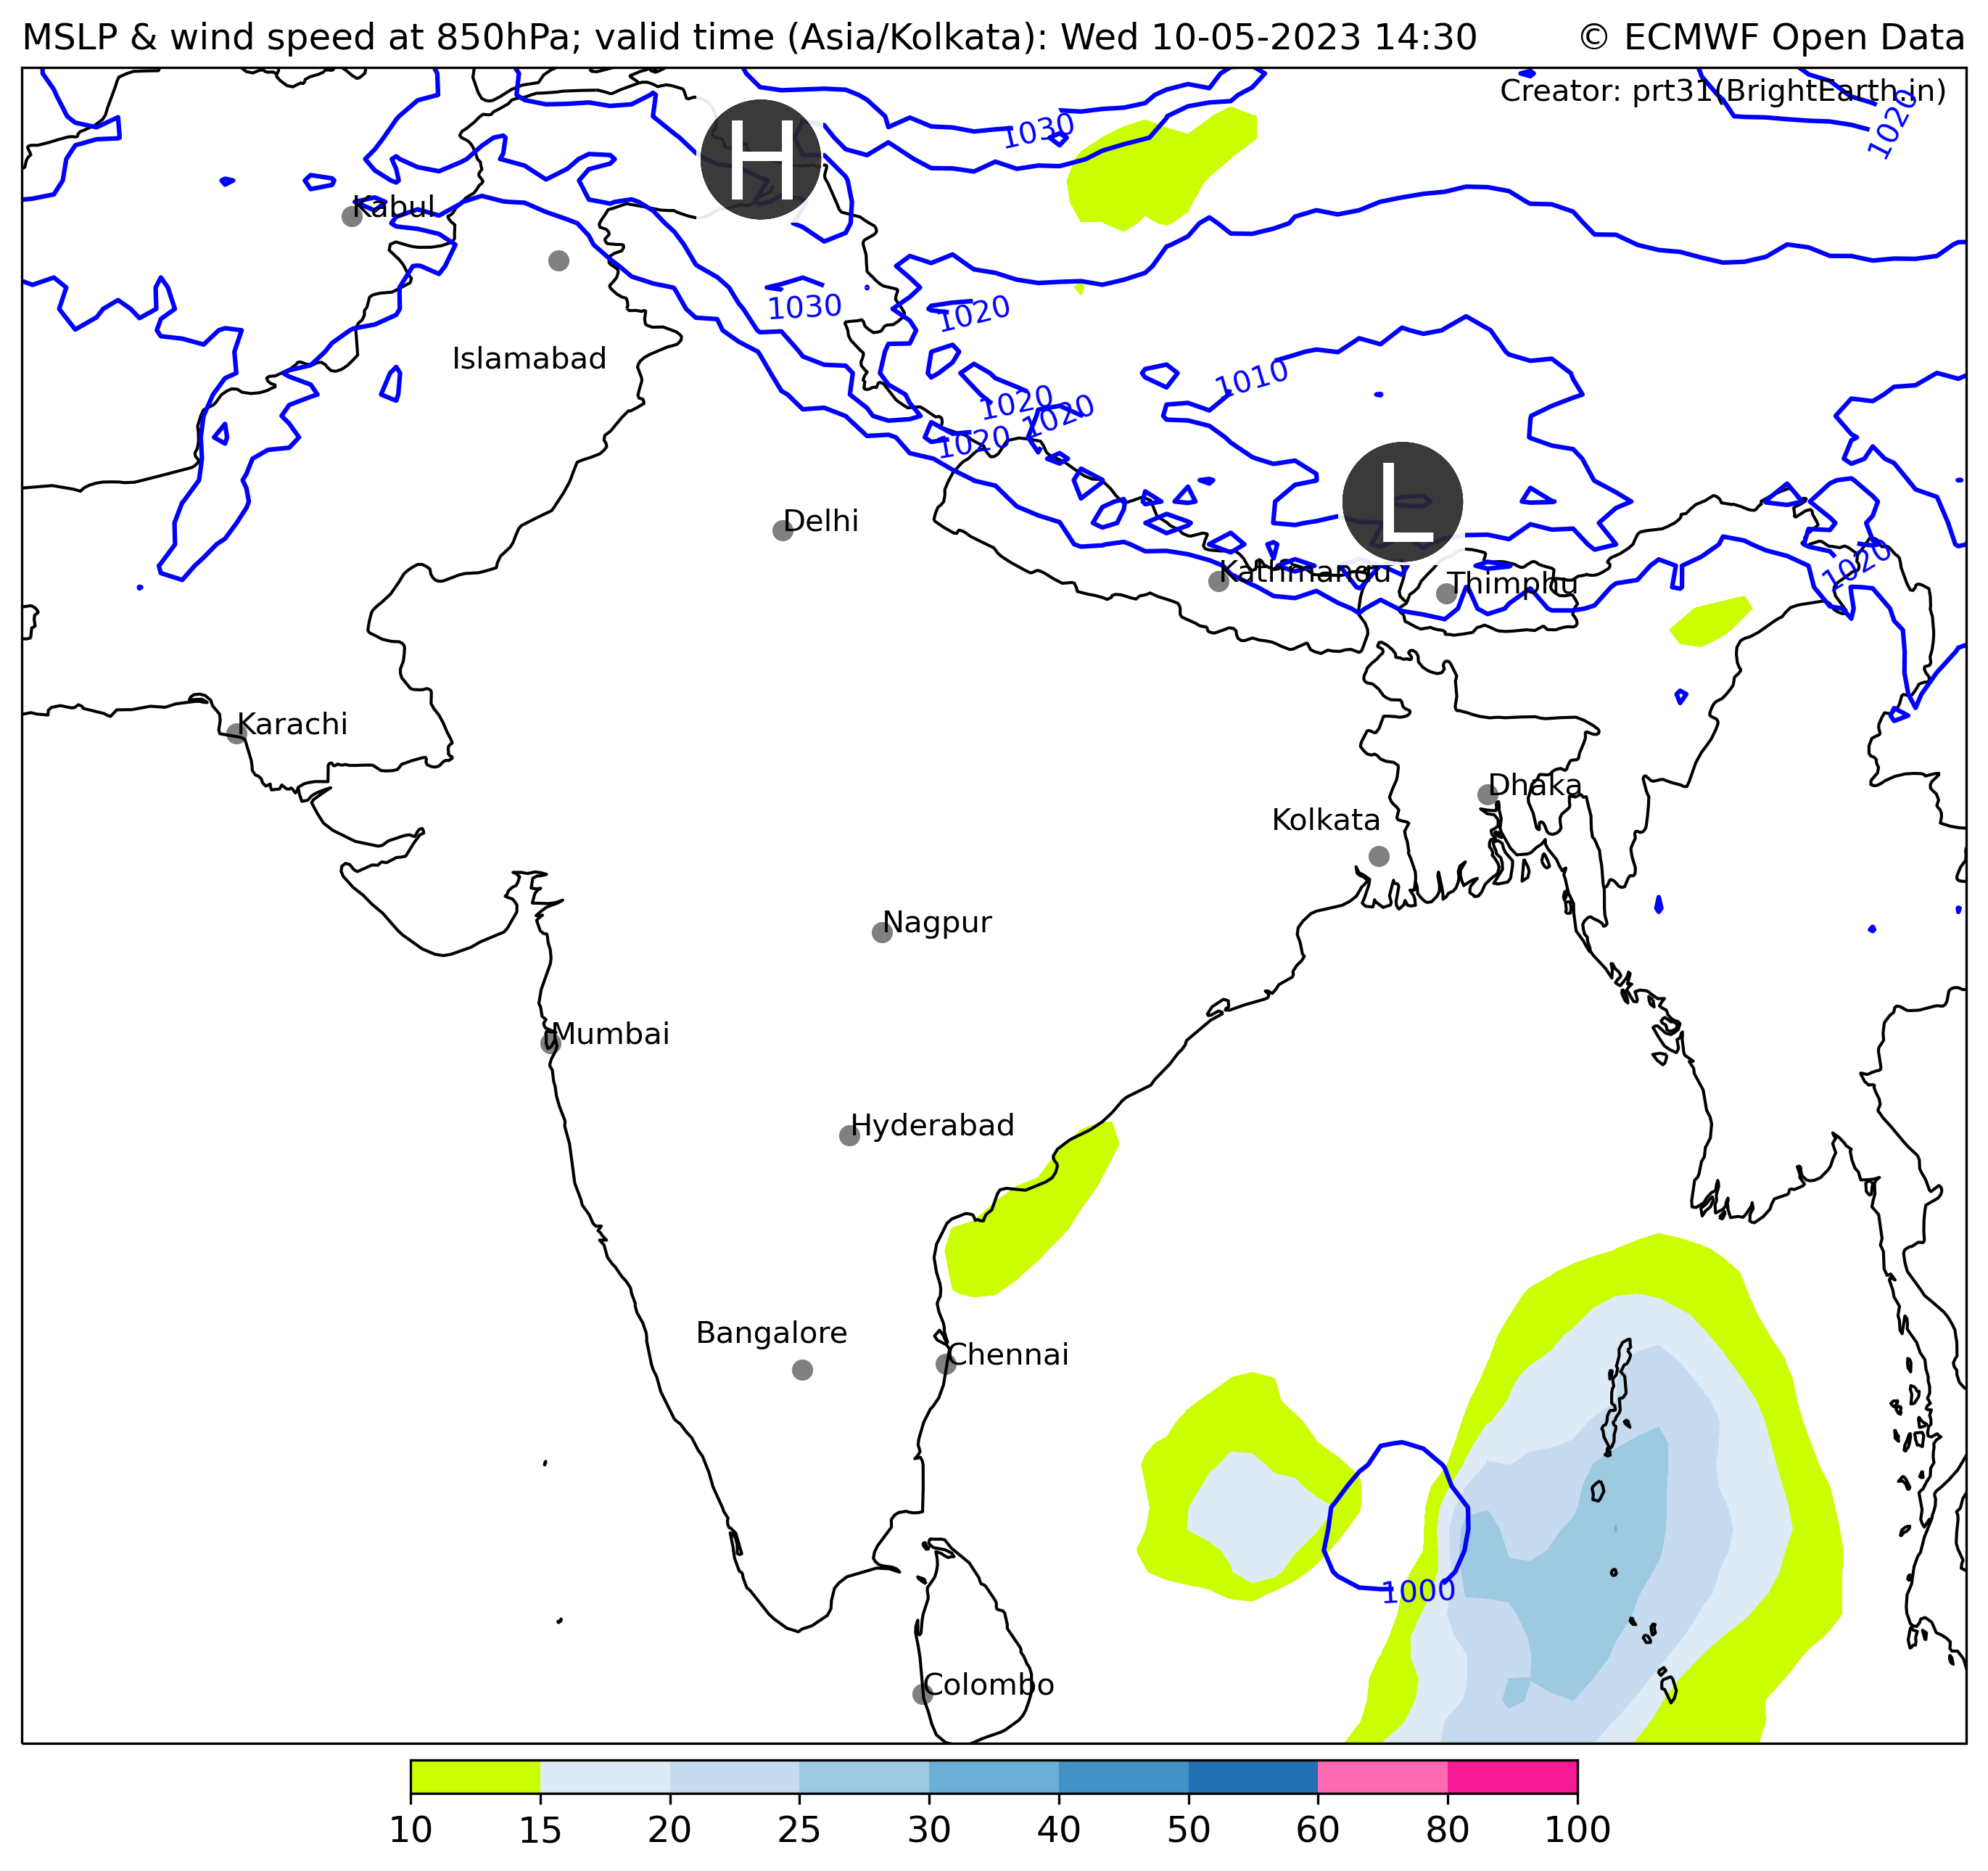 MSLP & wind speed at 850hPa; valid time (Asia/Kolkata): Wed 10-05-2023 14:30 © ECMWF Open Data
Creator: prt31(BrightEarth.in)
1020
1030
H
Kabul
1030
1020
Islamabad
1010
1020
1020
1020
L
Delhi
Kathmandu
Thimphu
1020
Karachi
Dhaka
Kolkata
Nagpur
Mumbai
Hyderabad
Bangalore
Chennai
1000
Colombo
10 15 20 25 30 40 50 60 80 100